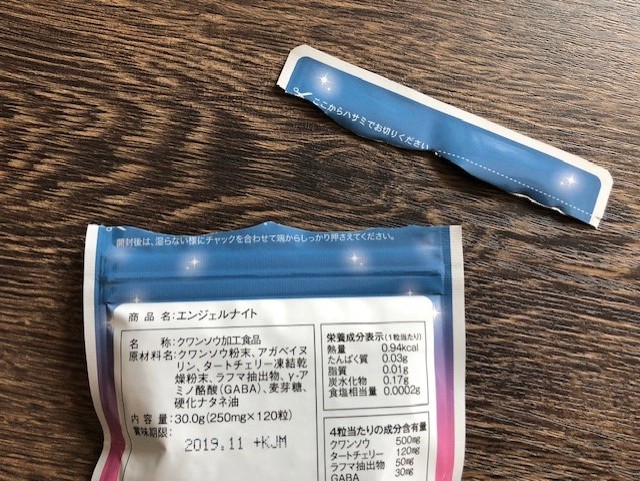 ここからハサミでお切りください
開封後は、湿らない様にチャックを合わせて端からしっかり押さえてください。
商品名:エンジェルナイト
名称:クワンソウ加工食品
原材料名:クワンソウ粉末、アガベイヌ
リン、タートチェリー凍結乾
燥粉末、ラフマ抽出物、γ-ア
ミノ酪酸(GABA)、麦芽糖、
硬化ナタネ油
内容量:30.0g(250mg×120粒)
賞味期限:
2019.11 +KJM
栄養成分表示(1粒当たり)
熱量 0.94kcal
たんぱく質 0.03g
脂質 0.01g
炭水化物 0.17g
食塩相当量 0.0002g
4粒当たりの成分含有量
クワンソウ 500mg
タートチェリー 120mg
ラフマ抽出物 50mg
GABA 30mg